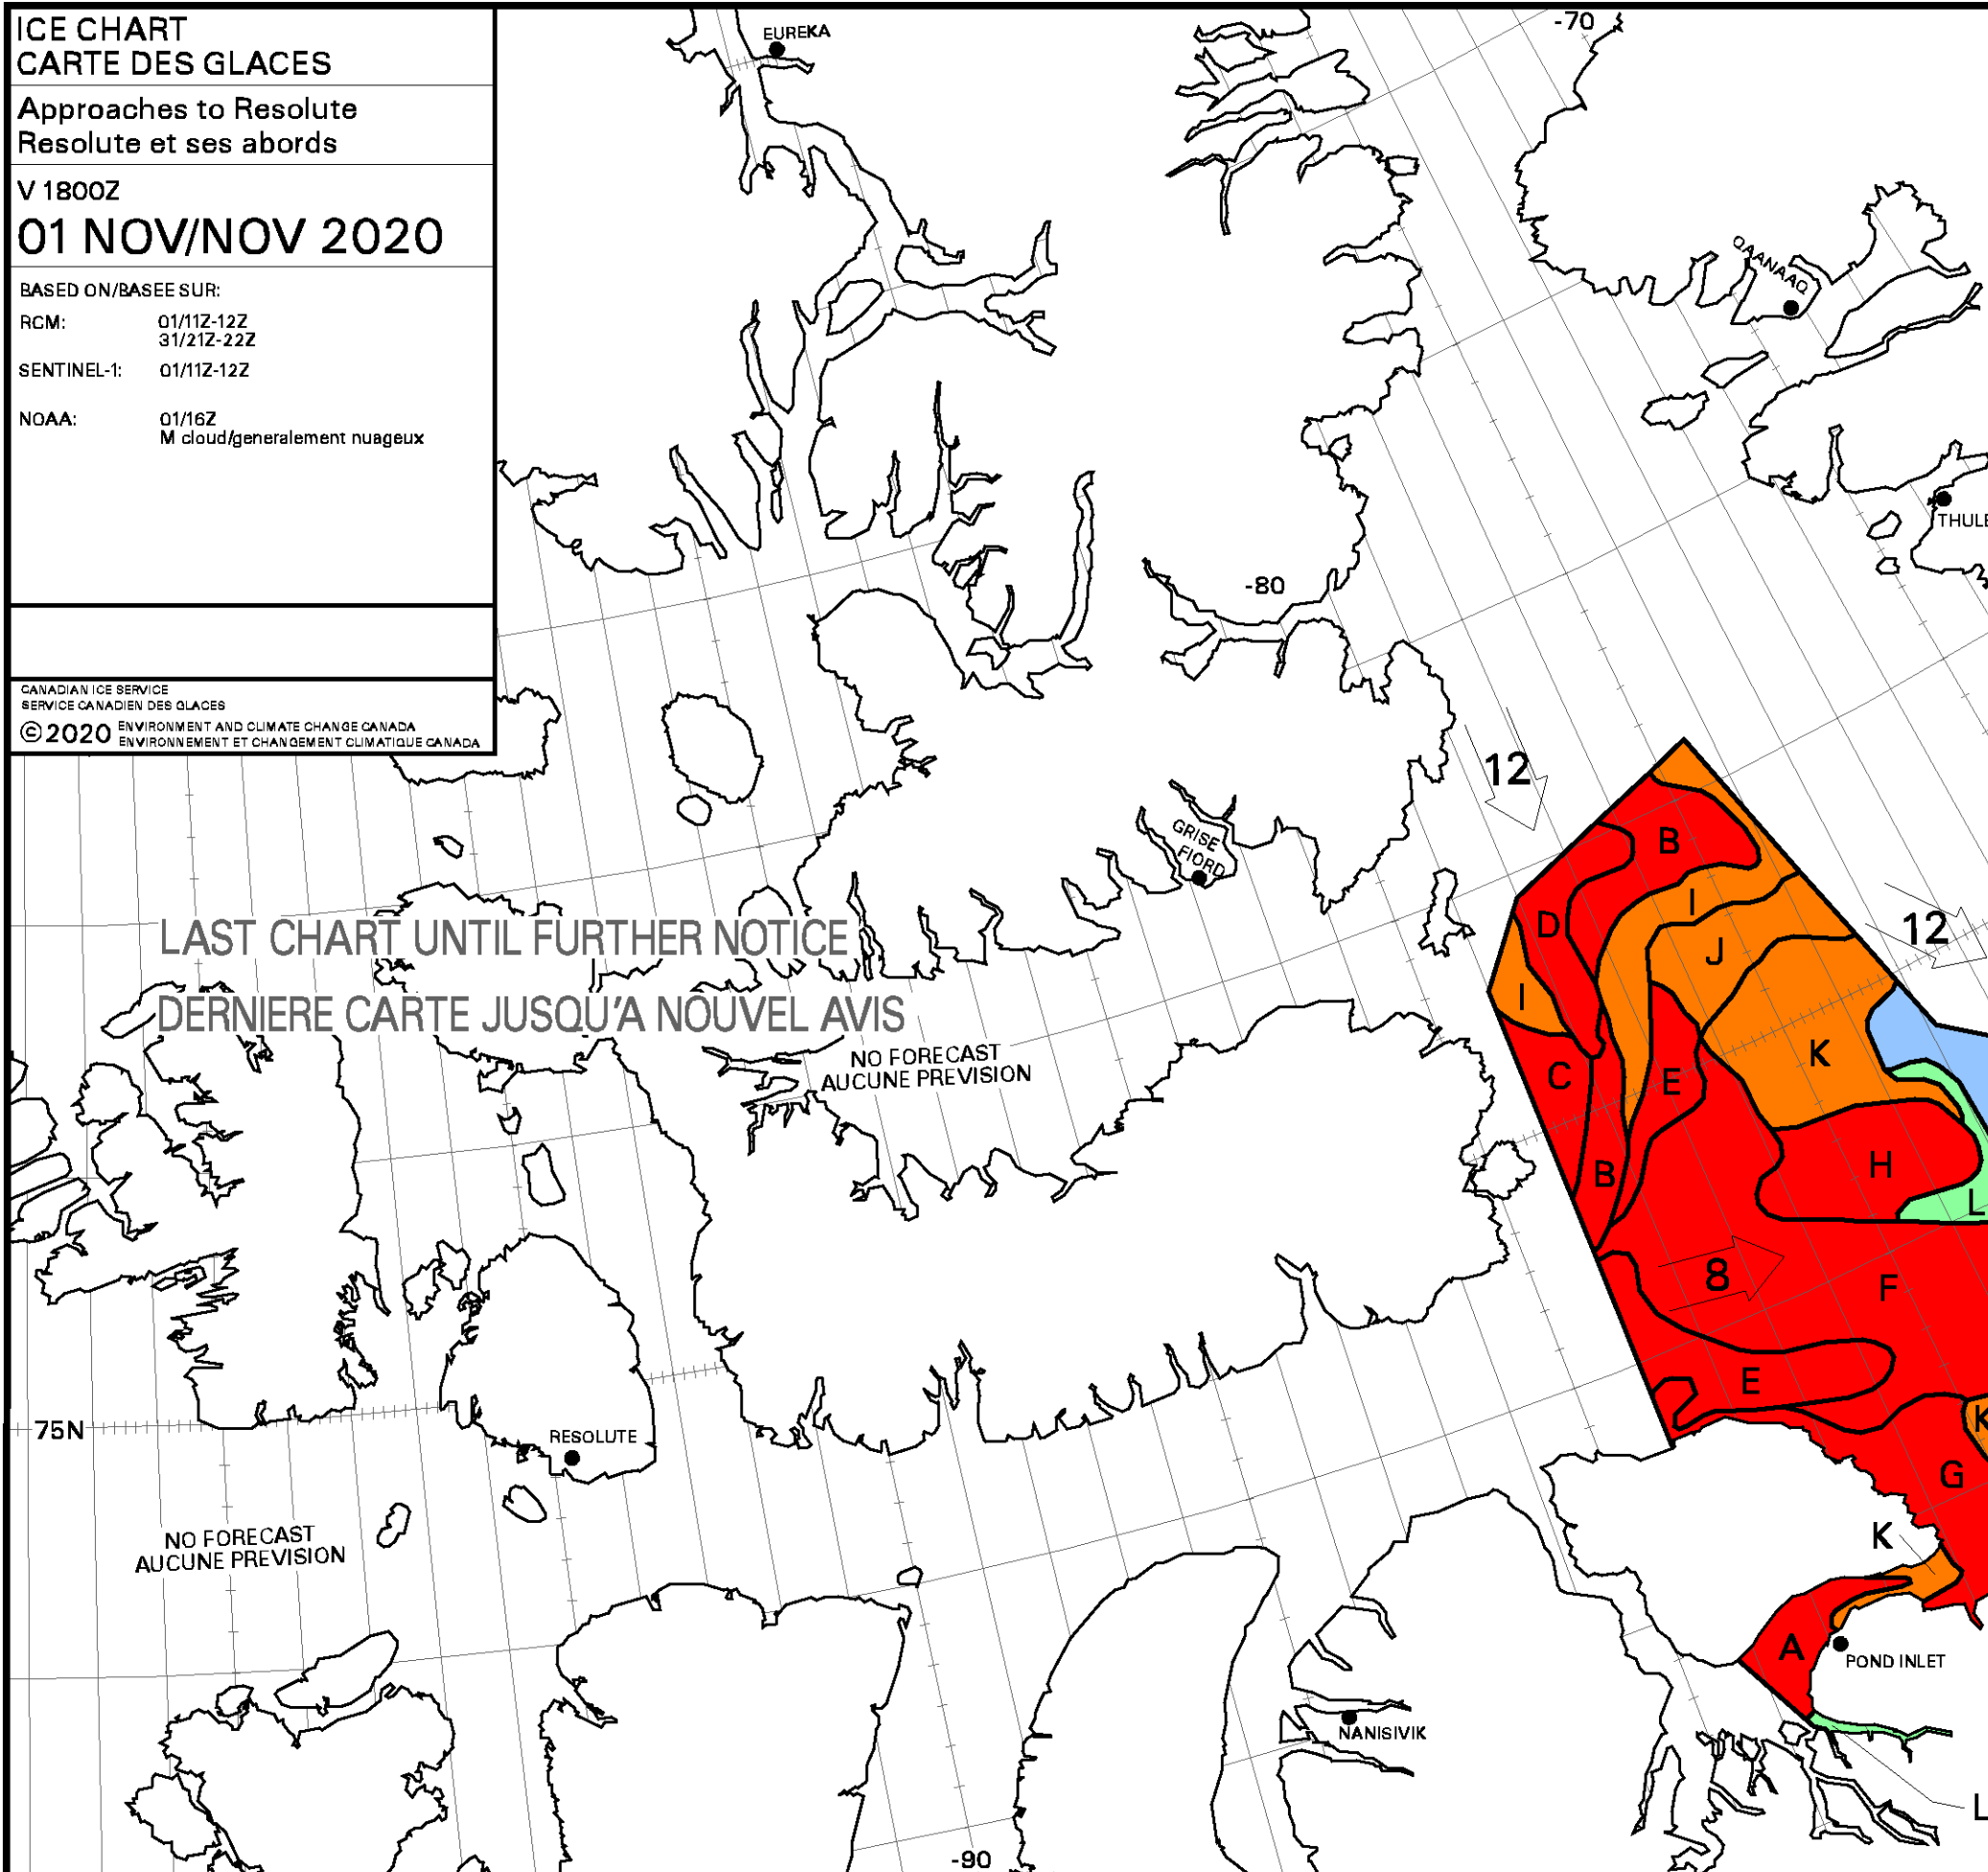 ICE CHART
CARTE DES GLACES
Approaches to Resolute
Resolute et ses abords
V 1800Z
01 NOV/NOV 2020
BASED ON/BASEE SUR:
RCM: 01/11Z-12Z
31/21Z-22Z
SENTINEL-1: 01/11Z-12Z
NOAA: 01/16Z
M cloud/generalement nuageux
CANADIAN ICE SERVICE
SERVICE CANADIEN DES GLACES
© 2020 ENVIRONMENT AND CLIMATE CHANGE CANADA
ENVIRONNEMENT ET CHANGEMENT CLIMATIQUE CANADA
EUREKA
-70
QAANAAQ
THULE
-80
12
GRISE
FIORD
B
I
D
12
J
LAST CHART UNTIL FURTHER NOTICE
DERNIERE CARTE JUSQU'A NOUVEL AVIS
I
NO FORECAST
AUCUNE PREVISION
K
C
E
H
B
L
8
F
E
K
75N
RESOLUTE
G
NO FORECAST
AUCUNE PREVISION
K
A
POND INLET
NANISIVIK
L
-90